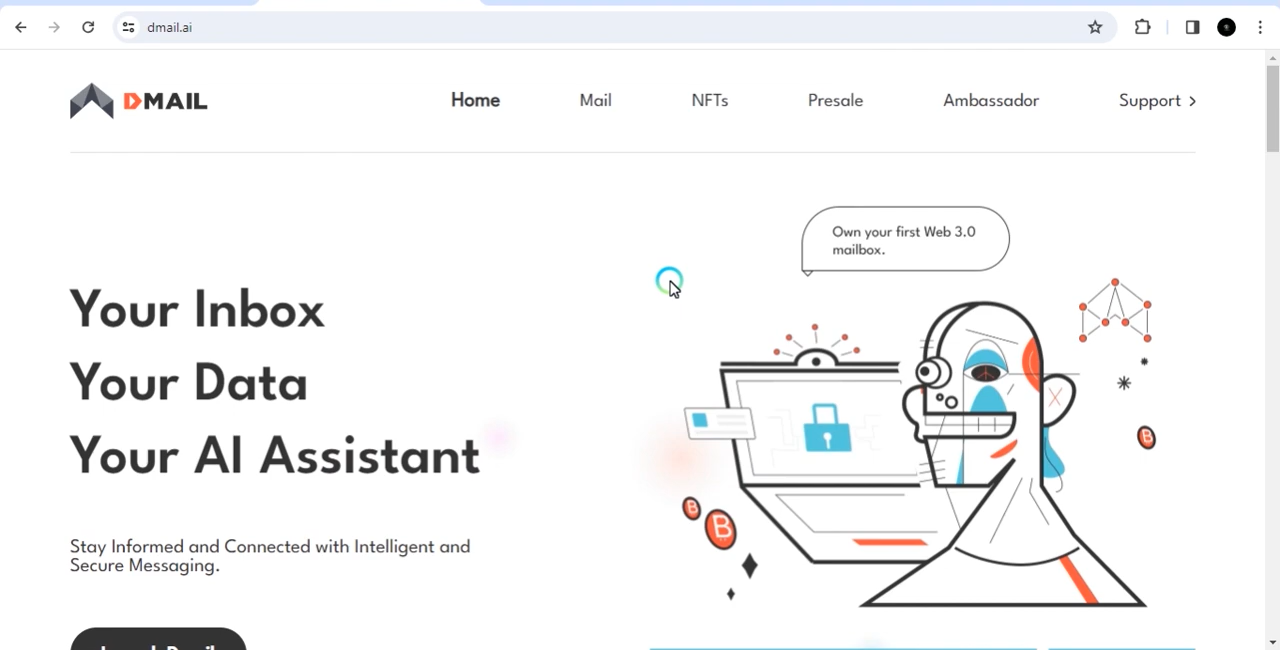 dmail.ai
DMAIL
Home
Mail
NFTs
Presale
Ambassador
Support
Own your first Web 3.0
mailbox.
Your Inbox
Your Data
Your AI Assistant
Stay Informed and Connected with Intelligent and
Secure Messaging.